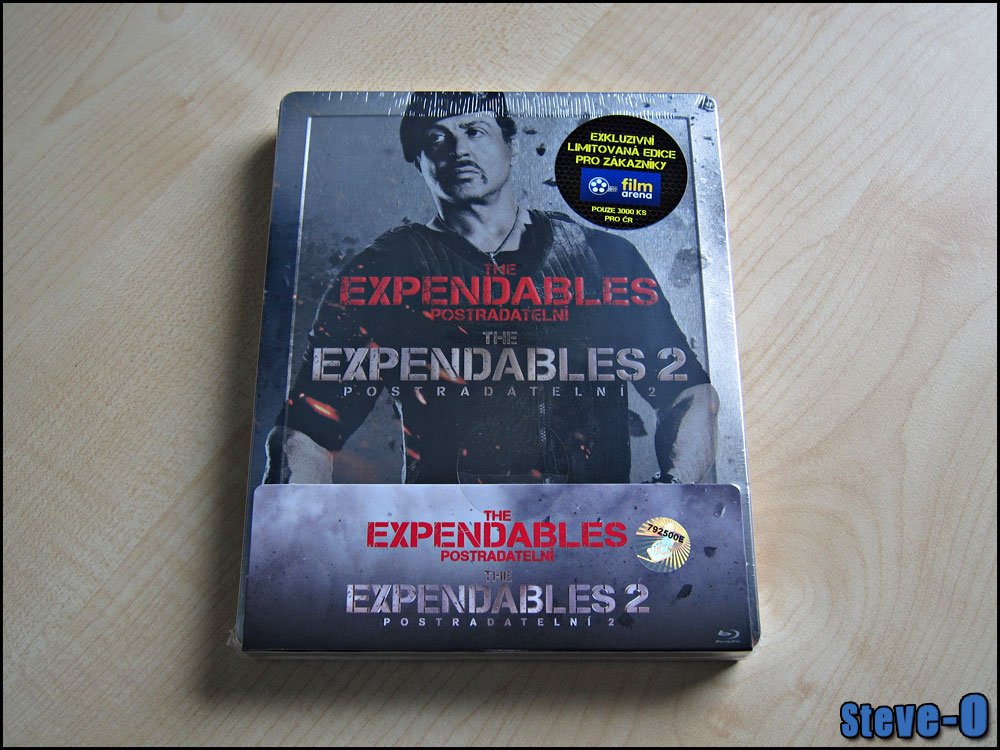 EXKLUZIVNÍ
LIMITOVANÁ EDICE
PRO ZÁKAZNÍKY
film
arena
POUZE 3000 KS
PRO ČR
THE
EXPENDABLES
POSTRADATELNÍ
THE
EXPENDABLES 2
POSTRADATELNÍ 2
THE
EXPENDABLES
POSTRADATELNÍ
792500E
THE
EXPENDABLES 2
POSTRADATELNÍ 2
Steve-O